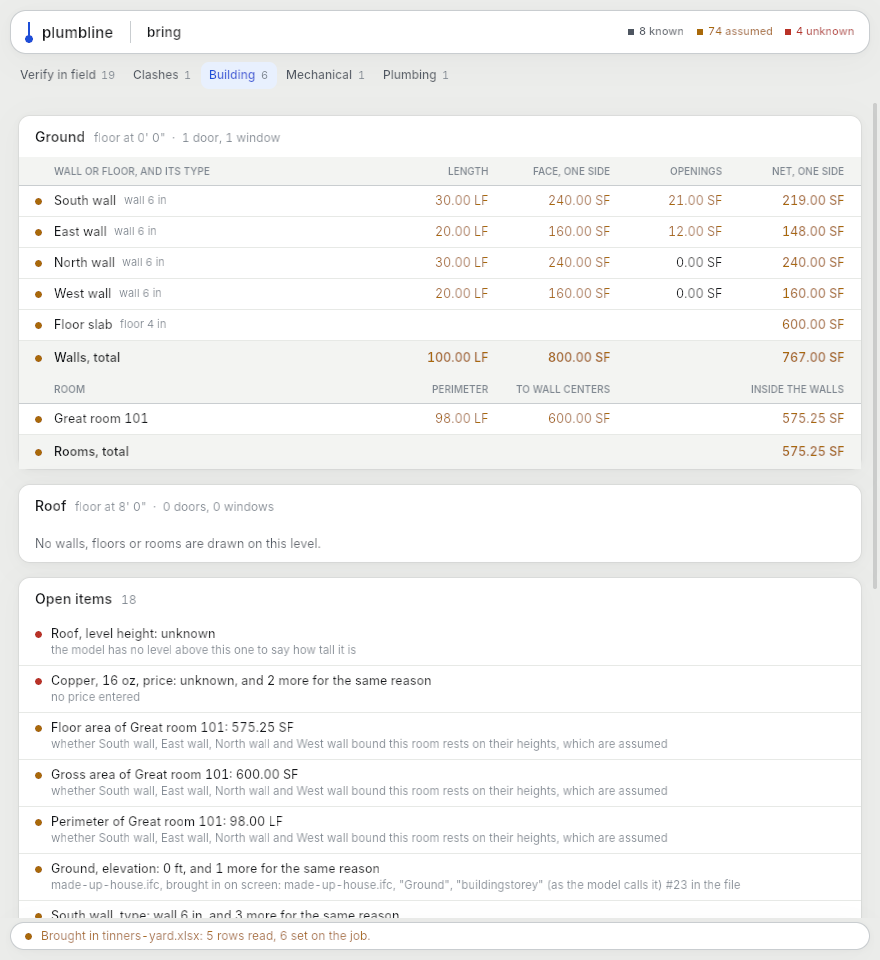 plumbline bring 8 known 74 assumed 4 unknown
Verify in field 19 Clashes 1 Building 6 Mechanical 1 Plumbing 1
Ground floor at 0' 0" · 1 door, 1 window
WALL OR FLOOR, AND ITS TYPE LENGTH FACE, ONE SIDE OPENINGS NET, ONE SIDE
South wall wall 6 in 30.00 LF 240.00 SF 21.00 SF 219.00 SF
East wall wall 6 in 20.00 LF 160.00 SF 12.00 SF 148.00 SF
North wall wall 6 in 30.00 LF 240.00 SF 0.00 SF 240.00 SF
West wall wall 6 in 20.00 LF 160.00 SF 0.00 SF 160.00 SF
Floor slab floor 4 in 600.00 SF
Walls, total 100.00 LF 800.00 SF 767.00 SF
ROOM PERIMETER TO WALL CENTERS INSIDE THE WALLS
Great room 101 98.00 LF 600.00 SF 575.25 SF
Rooms, total 575.25 SF
Roof floor at 8' 0" · 0 doors, 0 windows
No walls, floors or rooms are drawn on this level.
Open items 18
Roof, level height: unknown
the model has no level above this one to say how tall it is
Copper, 16 oz, price: unknown, and 2 more for the same reason
no price entered
Floor area of Great room 101: 575.25 SF
whether South wall, East wall, North wall and West wall bound this room rests on their heights, which are assumed
Gross area of Great room 101: 600.00 SF
whether South wall, East wall, North wall and West wall bound this room rests on their heights, which are assumed
Perimeter of Great room 101: 98.00 LF
whether South wall, East wall, North wall and West wall bound this room rests on their heights, which are assumed
Ground, elevation: 0 ft, and 1 more for the same reason
made-up-house.ifc, brought in on screen: made-up-house.ifc, "Ground", "buildingstorey" (as the model calls it) #23 in the file
South wall, type: wall 6 in, and 3 more for the same reason
Brought in tinners-yard.xlsx: 5 rows read, 6 set on the job.